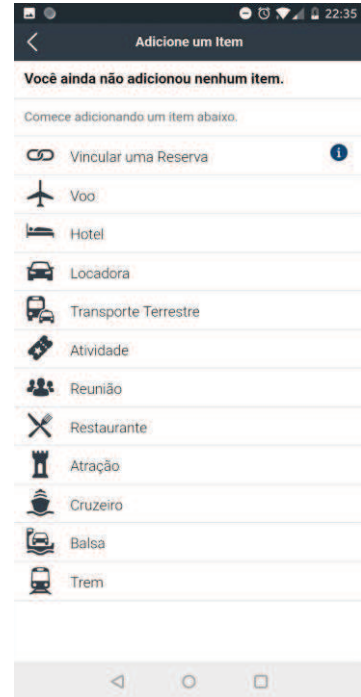 22:35
Adicione um Item
Você ainda não adicionou nenhum item.
Comece adicionando um item abaixo.
Vincular uma Reserva
Voo
Hotel
Locadora
Transporte Terrestre
Atividade
Reunião
Restaurante
Atração
Cruzeiro
Balsa
Trem